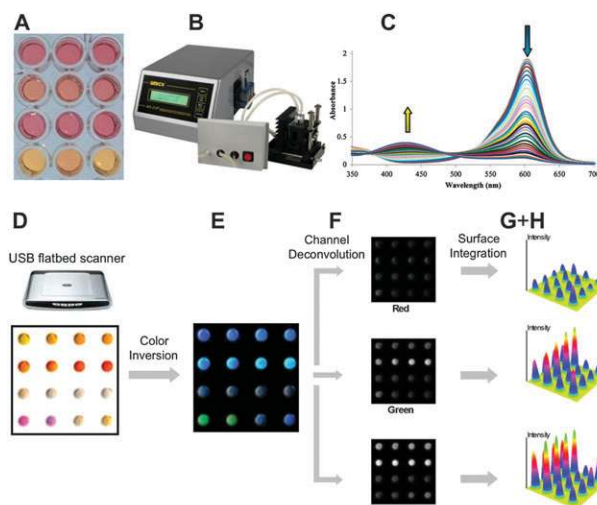 A
B
C
Absorbance
2
1.5
1
0.5
0
350
400
450
500
550
600
650
700
Wavelength (nm)
D
E
F
G+H
USB flatbed scanner
Color
Inversion
Channel
Deconvolution
Surface
Integration
Red
Green
Intensity
Intensity
Intensity